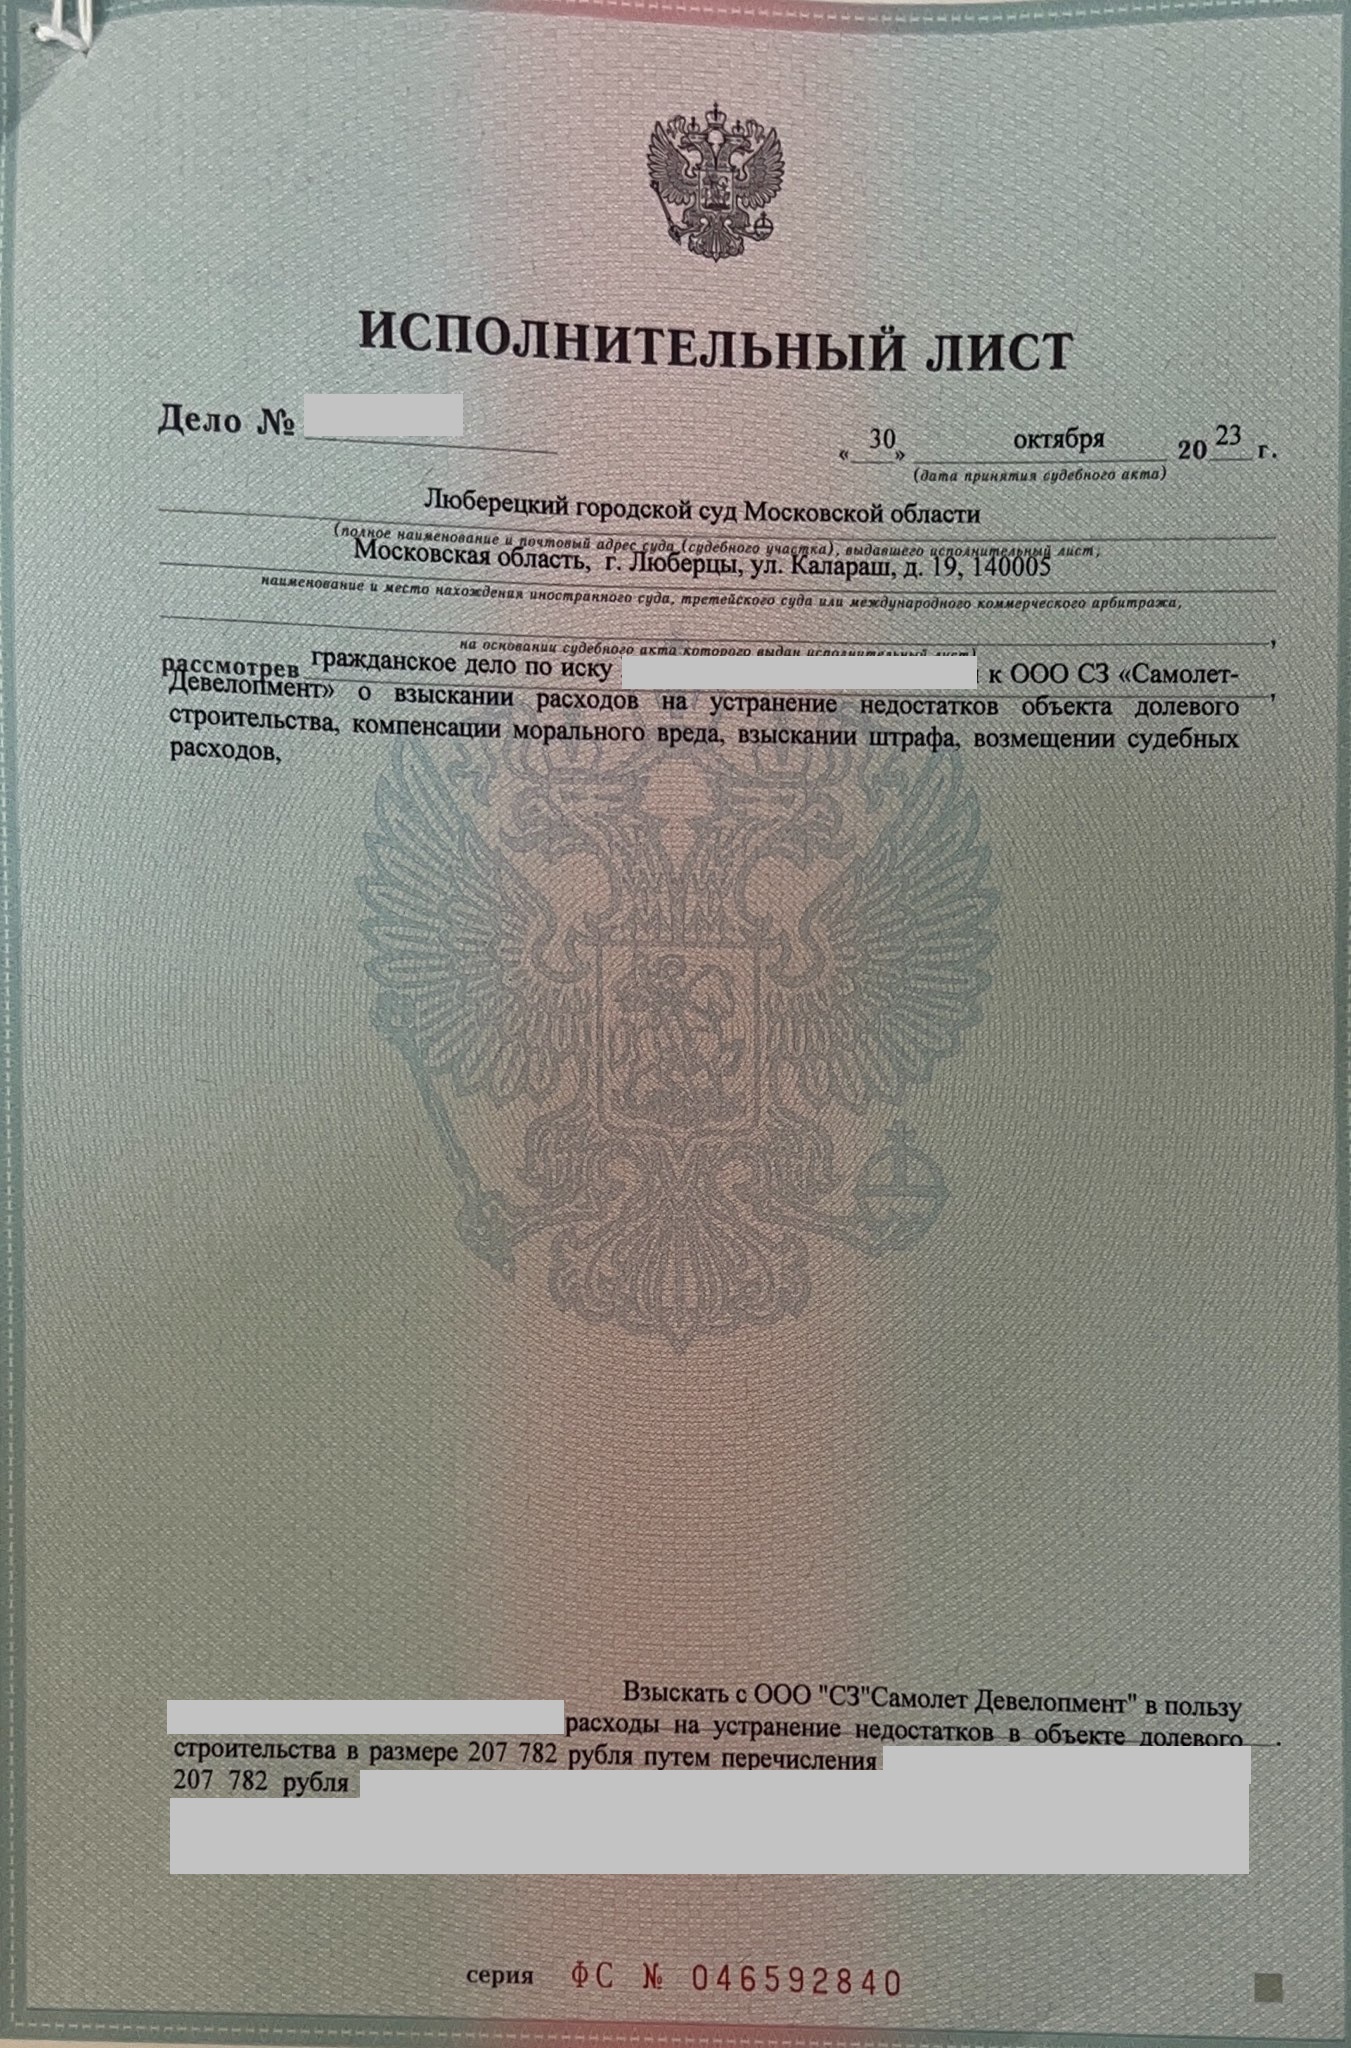 ИСПОЛНИТЕЛЬНЫЙ ЛИСТ
Дело №
« 30 » октября 20 23 г.
(дата принятия судебного акта)
Люберецкий городской суд Московской области
(полное наименование и почтовый адрес суда (судебного участка), выдавшего исполнительный лист;
Московская область, г. Люберцы, ул. Калараш, д. 19, 140005
наименование и место нахождения иностранного суда, третейского суда или международного коммерческого арбитража,
,
на основании судебного акта которого выдан исполнительный лист)
рассмотрев гражданское дело по иску к ООО СЗ «Самолет-
Девелопмент» о взыскании расходов на устранение недостатков объекта долевого ,
строительства, компенсации морального вреда, взыскании штрафа, возмещении судебных
расходов,
Взыскать с ООО "СЗ"Самолет Девелопмент" в пользу
расходы на устранение недостатков в объекте долевого .
строительства в размере 207 782 рубля путем перечисления
207 782 рубля
серия ФС № 046592840